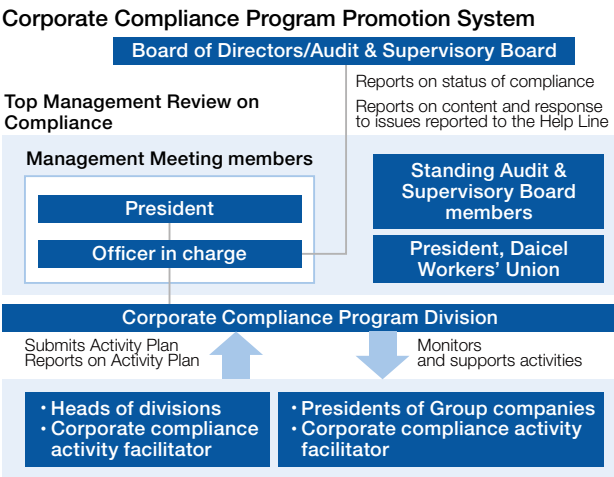 Corporate Compliance Program Promotion System
Board of Directors/Audit & Supervisory Board
Reports on status of compliance
Reports on content and response
to issues reported to the Help Line
Top Management Review on
Compliance
Management Meeting members
President
Officer in charge
Standing Audit &
Supervisory Board
members
President, Daicel
Workers’ Union
Corporate Compliance Program Division
Submits Activity Plan
Reports on Activity Plan
Monitors
and supports activities
・Heads of divisions
・Corporate compliance
activity facilitator
・Presidents of Group companies
・Corporate compliance activity
facilitator